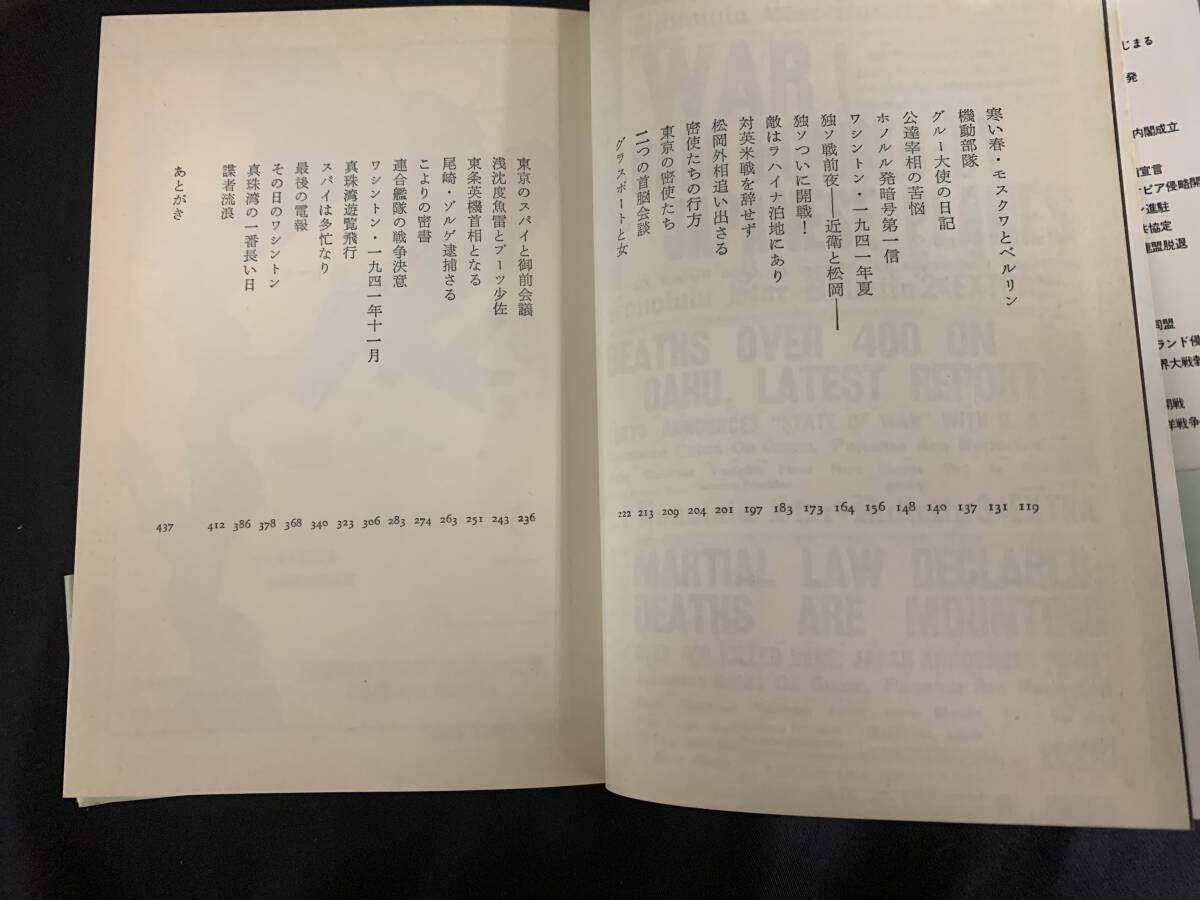 じまる
発
内閣成立
宣言
ビア侵略開
進駐
協定
連盟脱退
同盟
ランド侵
界大戦勃
開戦
洋戦争
寒い春・モスクワとベルリン 119
機動部隊 131
グルー大使の日記 137
公達宰相の苦悩 140
ホノルル発暗号第一信 148
ワシントン・一九四一年夏 156
独ソ戦前夜――近衛と松岡―― 164
独ソついに開戦! 173
敵はラハイナ泊地にあり 183
対英米戦を辞せず 197
松岡外相追い出さる 201
密使たちの行方 204
東京の密使たち 209
二つの首脳会談 213
グラスボートと女 222
東京のスパイと御前会議 236
浅沈度魚雷とブーツ少佐 243
東条英機首相となる 251
尾崎・ゾルゲ逮捕さる 263
こよりの密書 274
連合艦隊の戦争決意 283
ワシントン・一九四一年十一月 306
真珠湾遊覧飛行 323
スパイは多忙なり 340
最後の電報 368
その日のワシントン 378
真珠湾の一番長い日 386
諜者流浪 412
あとがき 437
WAR!
DEATHS OVER 400 ON
OAHU, LATEST REPORT
MARTIAL LAW DECLARED;
DEATHS ARE MOUNTING